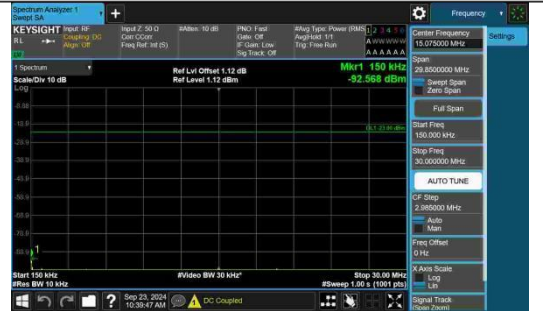 Spectrum Analyzer 1
Swept SA
Frequency
KEYSIGHT
RL
Input: RF
Coupling: DC
Align: Off
Input Z: 50 Ω
Corr CCorr
Freq Ref: Int (S)
#Atten: 10 dB
PNO: Fast
Gate: Off
IF Gain: Low
Sig Track: Off
#Avg Type: Power (RMS)
Avg|Hold: 1/1
Trig: Free Run
1 2 3 4 5 6
A W W W W W
A A A A A A
1 Spectrum
Scale/Div 10 dB
Ref Lvl Offset 1.12 dB
Ref Level 1.12 dBm
Mkr1 150 kHz
-92.568 dBm
Log
1
Start 150 kHz
#Res BW 10 kHz
#Video BW 30 kHz*
Stop 30.00 MHz
#Sweep 1.00 s (1001 pts)
Sep 23, 2024
10:39:47 AM
DC Coupled
Center Frequency
15.075000 MHz
Settings
Span
29.8500000 MHz
Swept Span
Zero Span
Full Span
Start Freq
150.000 kHz
Stop Freq
30.000000 MHz
AUTO TUNE
CF Step
2.985000 MHz
Auto
Man
Freq Offset
0 Hz
X Axis Scale
Log
Lin
Signal Track
(Span Zoom)